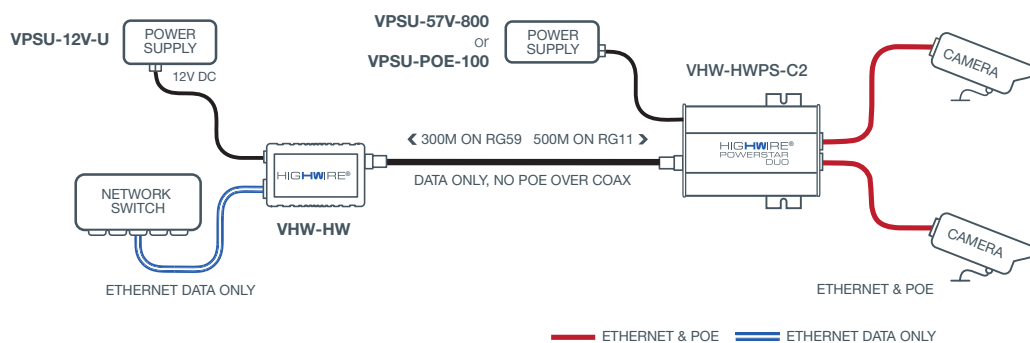 VPSU-12V-U
POWER
SUPPLY
12V DC
VPSU-57V-800
or
VPSU-POE-100
POWER
SUPPLY
VHW-HWPS-C2
CAMERA
300M ON RG59 500M ON RG11
HIGHWIRE®
POWERSTAR
DUO
HIGHWIRE®
DATA ONLY, NO POE OVER COAX
NETWORK
SWITCH
VHW-HW
CAMERA
ETHERNET DATA ONLY
ETHERNET & POE
ETHERNET & POE
ETHERNET DATA ONLY